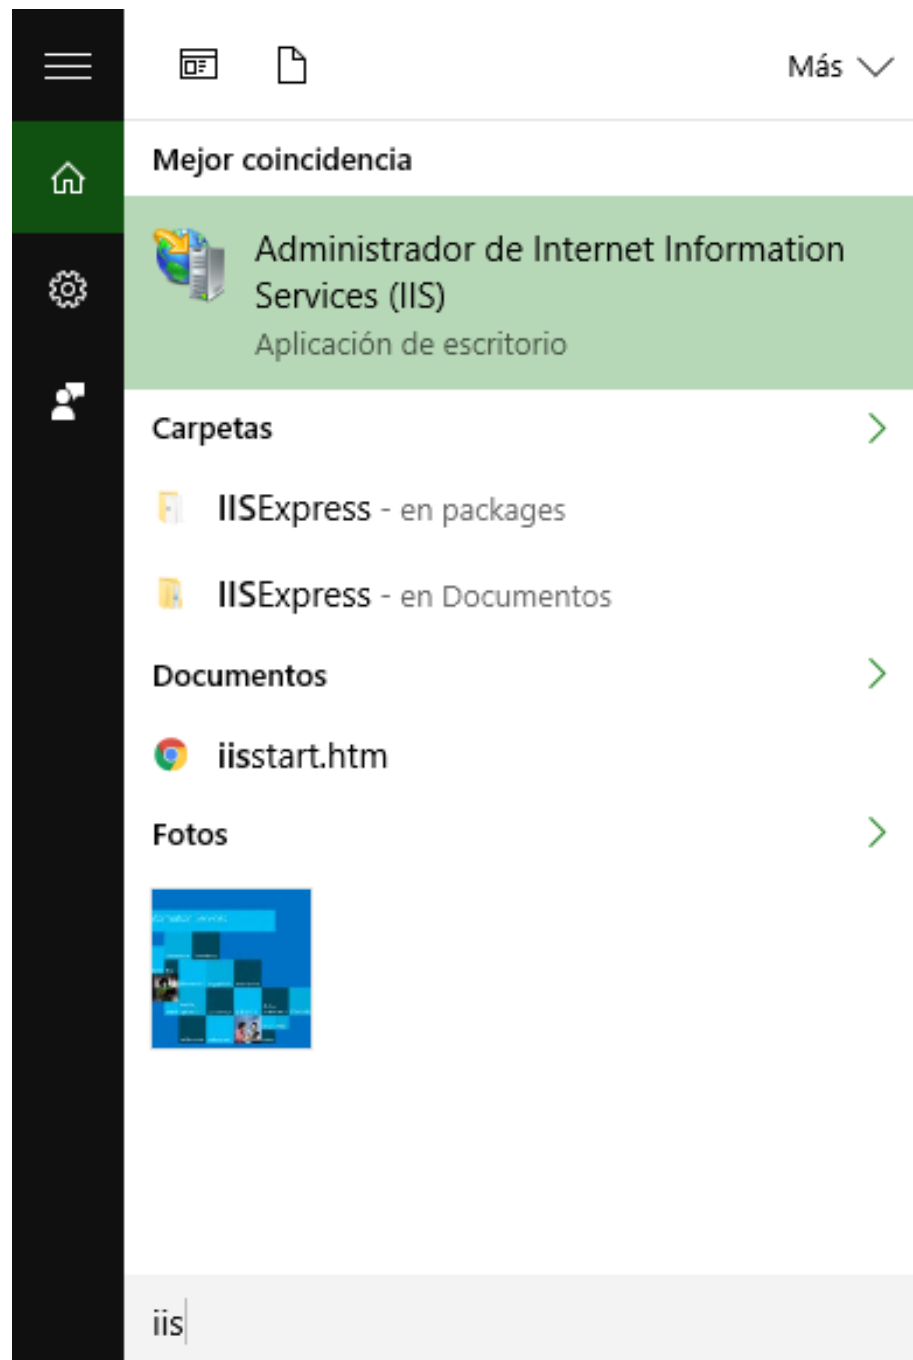 Más
Mejor coincidencia
Administrador de Internet Information
Services (IIS)
Aplicación de escritorio
Carpetas
IISExpress - en packages
IISExpress - en Documentos
Documentos
iisstart.htm
Fotos
iis